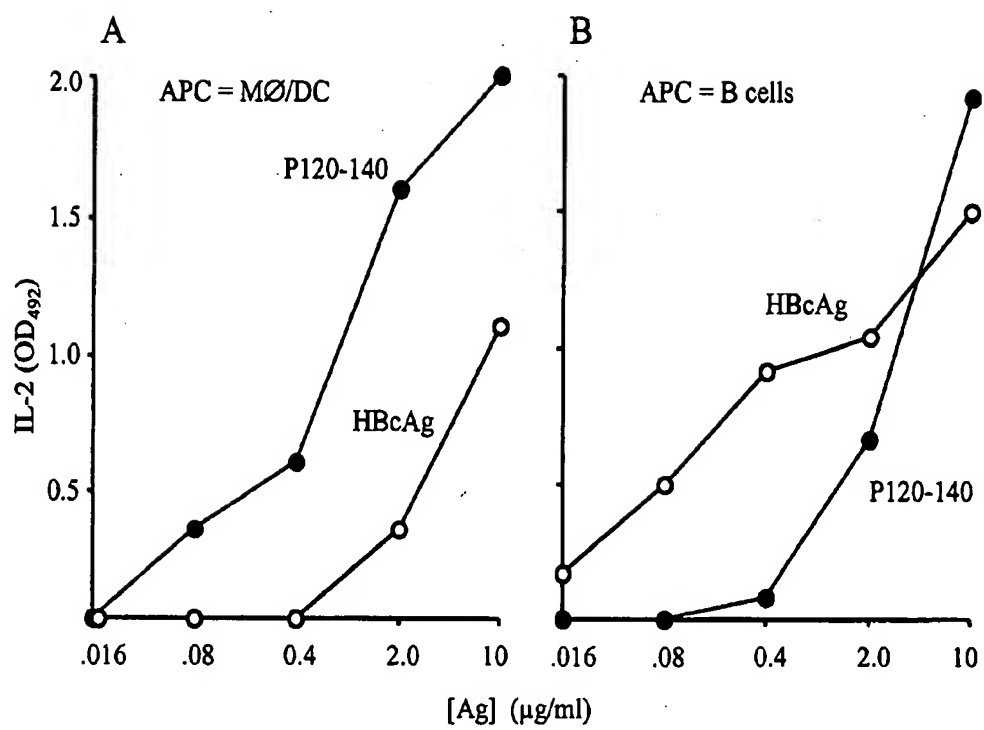 A
B
APC = MØ/DC
APC = B cells
2.0
1.5
1.0
0.5
IL-2 (OD492)
P120-140
HBcAg
HBcAg
P120-140
.016 .08 0.4 2.0 10
.016 .08 0.4 2.0 10
[Ag] (µg/ml)